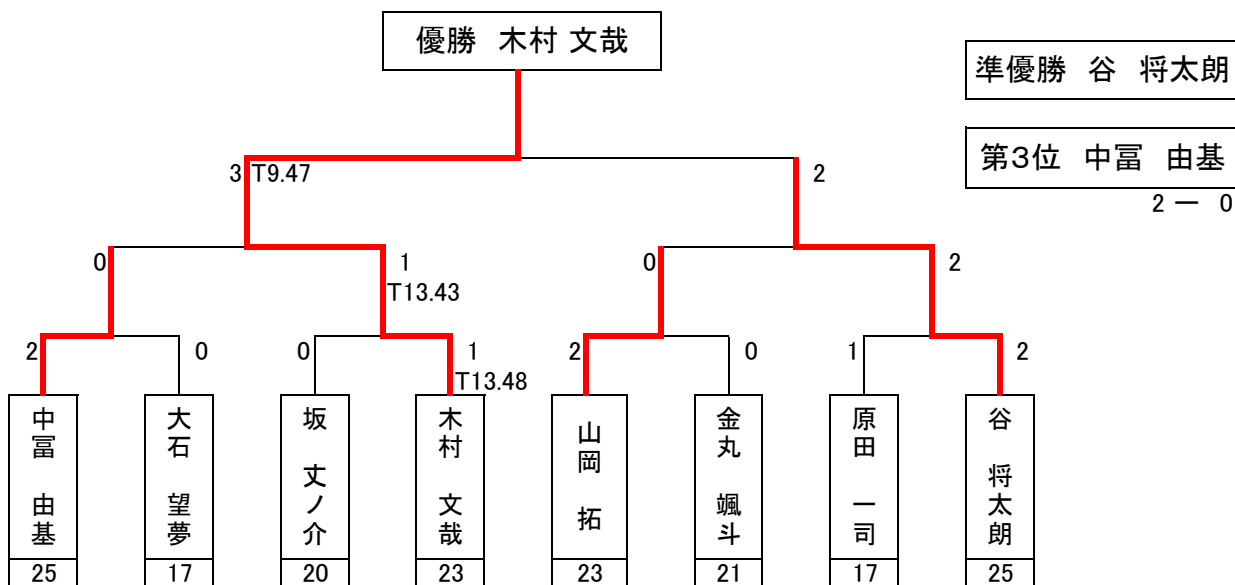 優勝　木村 文哉
準優勝　谷　将太朗
第3位　中冨　由基
2 ー 0
3 T9.47
2
0
1
T13.43
0
2
2
0
0
1
T13.48
2
0
1
2
中冨　由基
大石　望夢
坂　丈ノ介
木村　文哉
山岡　拓
金丸　颯斗
原田　一司
谷　将太朗
25
17
20
23
23
21
17
25